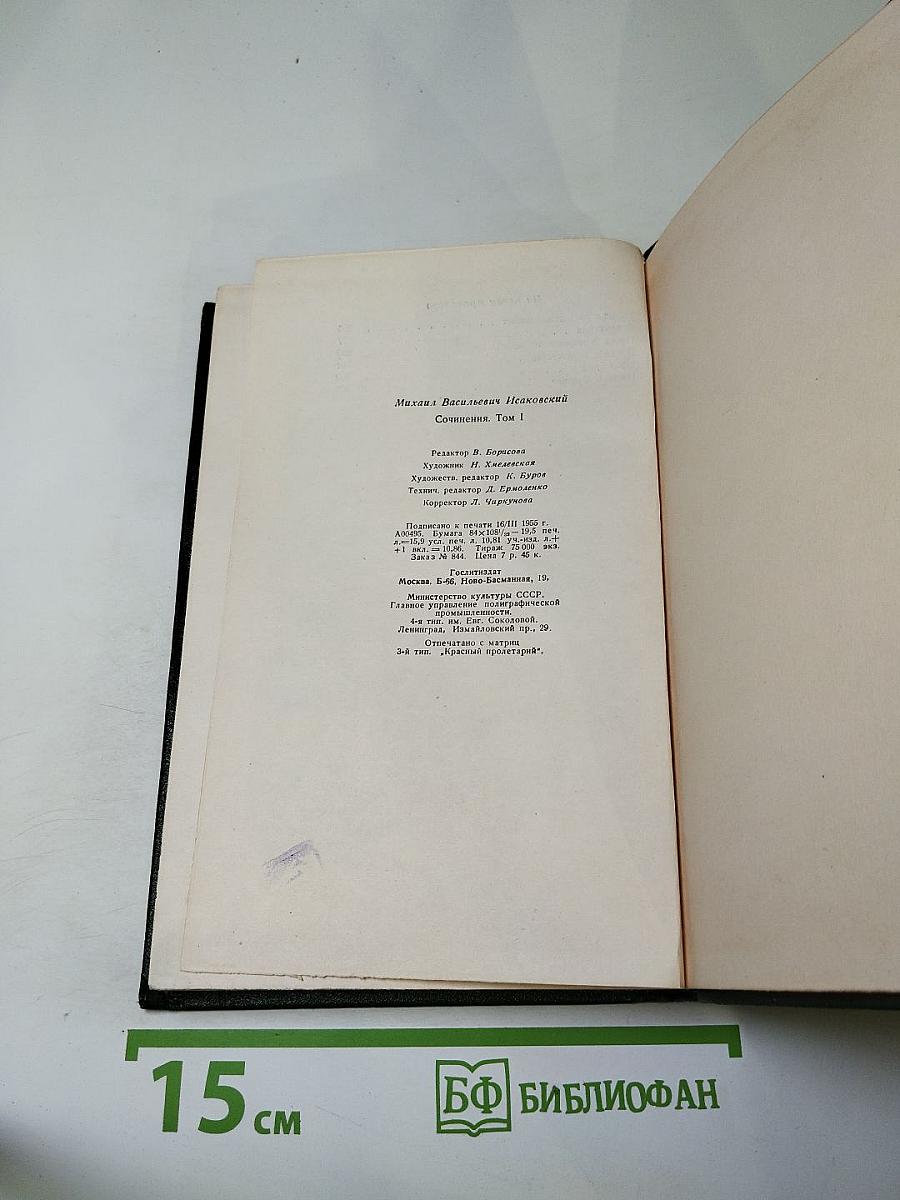 Михаил Васильевич Исаковский
Сочинения. Том I
Редактор В. Борисова
Художник Н. Хмелевская
Художеств. редактор К. Буров
Технич. редактор Д. Ермоленко
Корректор Л. Чиркунова
Подписано к печати 16/III 1956 г.
А00495. Бумага 84×108¹/₃₂ — 19,5 печ.
л.=15,9 усл. печ. л. 10,81 уч.-изд. л.+
+1 вкл. = 10,86. Тираж 75 000 экз.
Заказ № 844. Цена 7 р. 45 к.
Гослитиздат
Москва, Б-66, Ново-Басманная, 19,
Министерство культуры СССР.
Главное управление полиграфической
промышленности.
4-я тип. им. Евг. Соколовой.
Ленинград, Измайловский пр., 29.
Отпечатано с матриц
3-й тип. „Красный пролетарий".
15 см
БФ БИБЛИОФАН